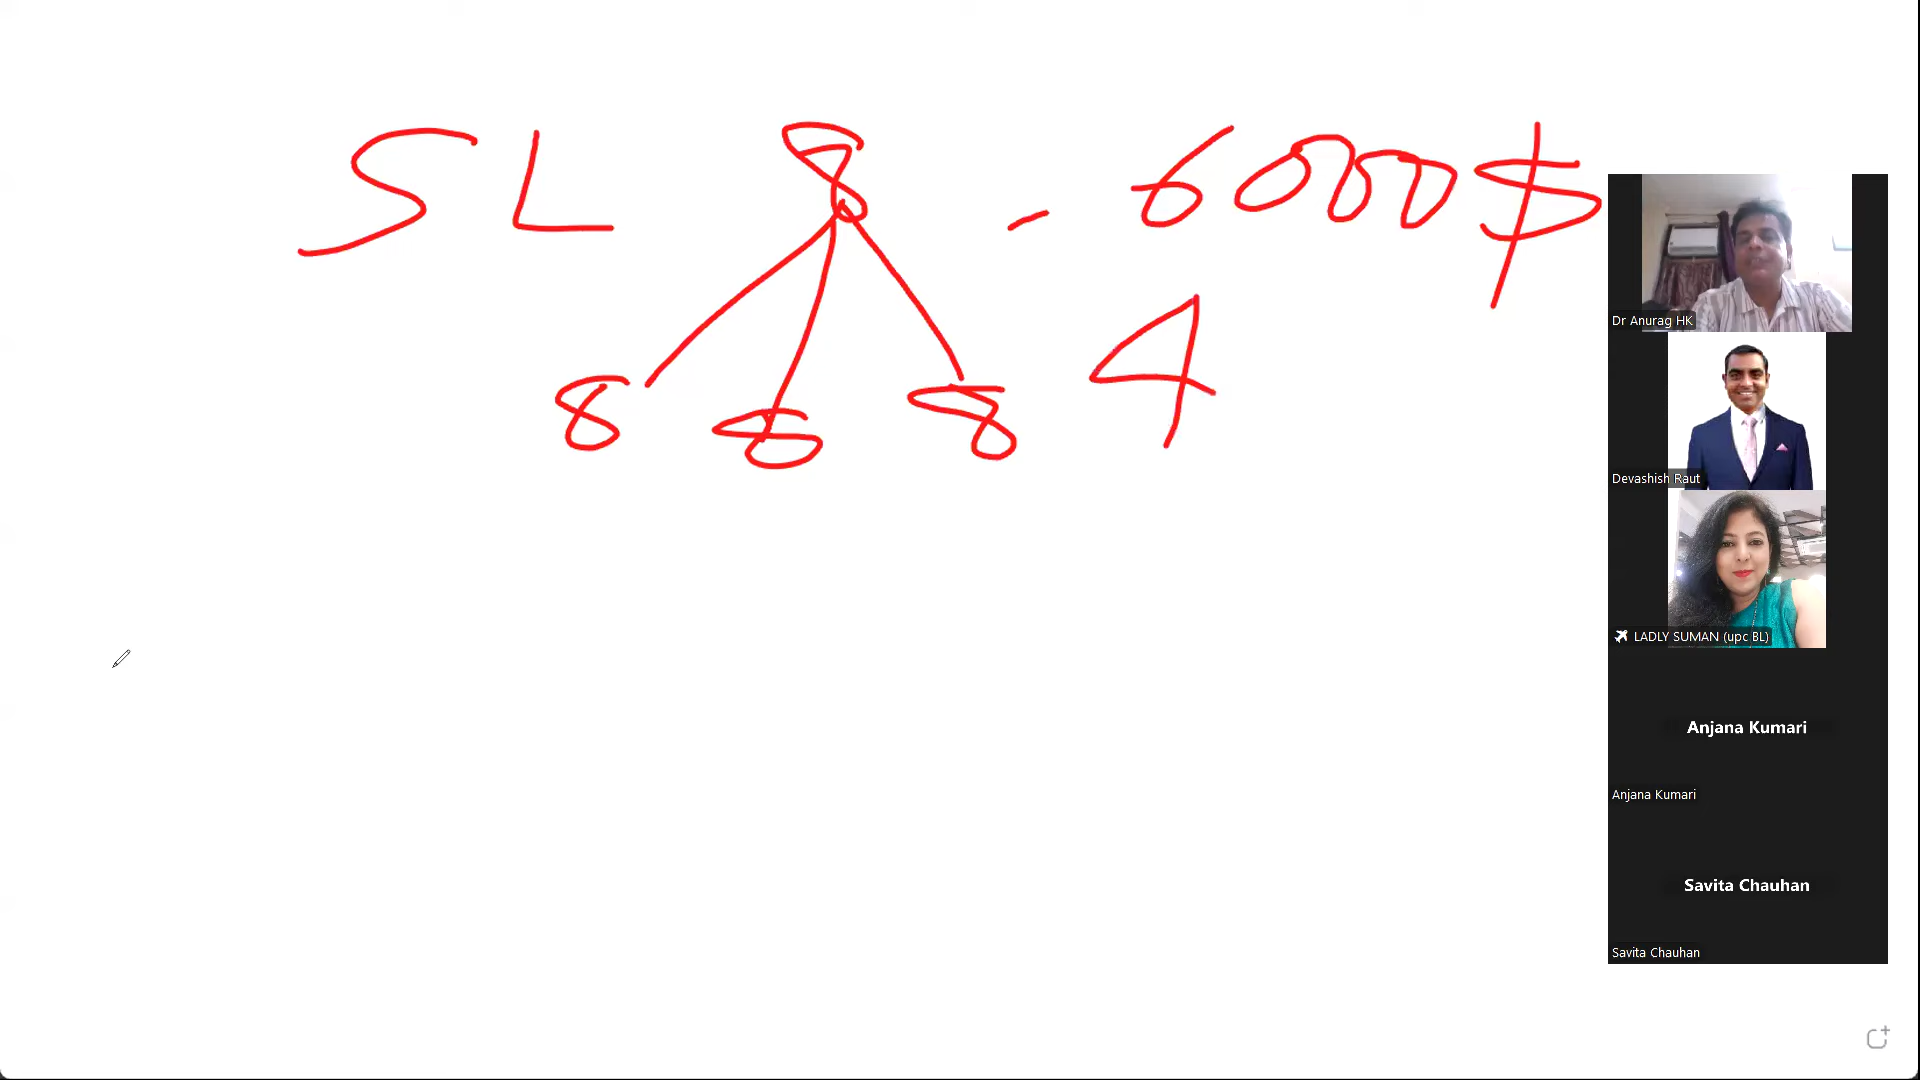 SL 8 - 6000$
8 8 8 4
Dr Anurag HK
Devashish Raut
LADLY SUMAN (upc BL)
Anjana Kumari
Anjana Kumari
Savita Chauhan
Savita Chauhan